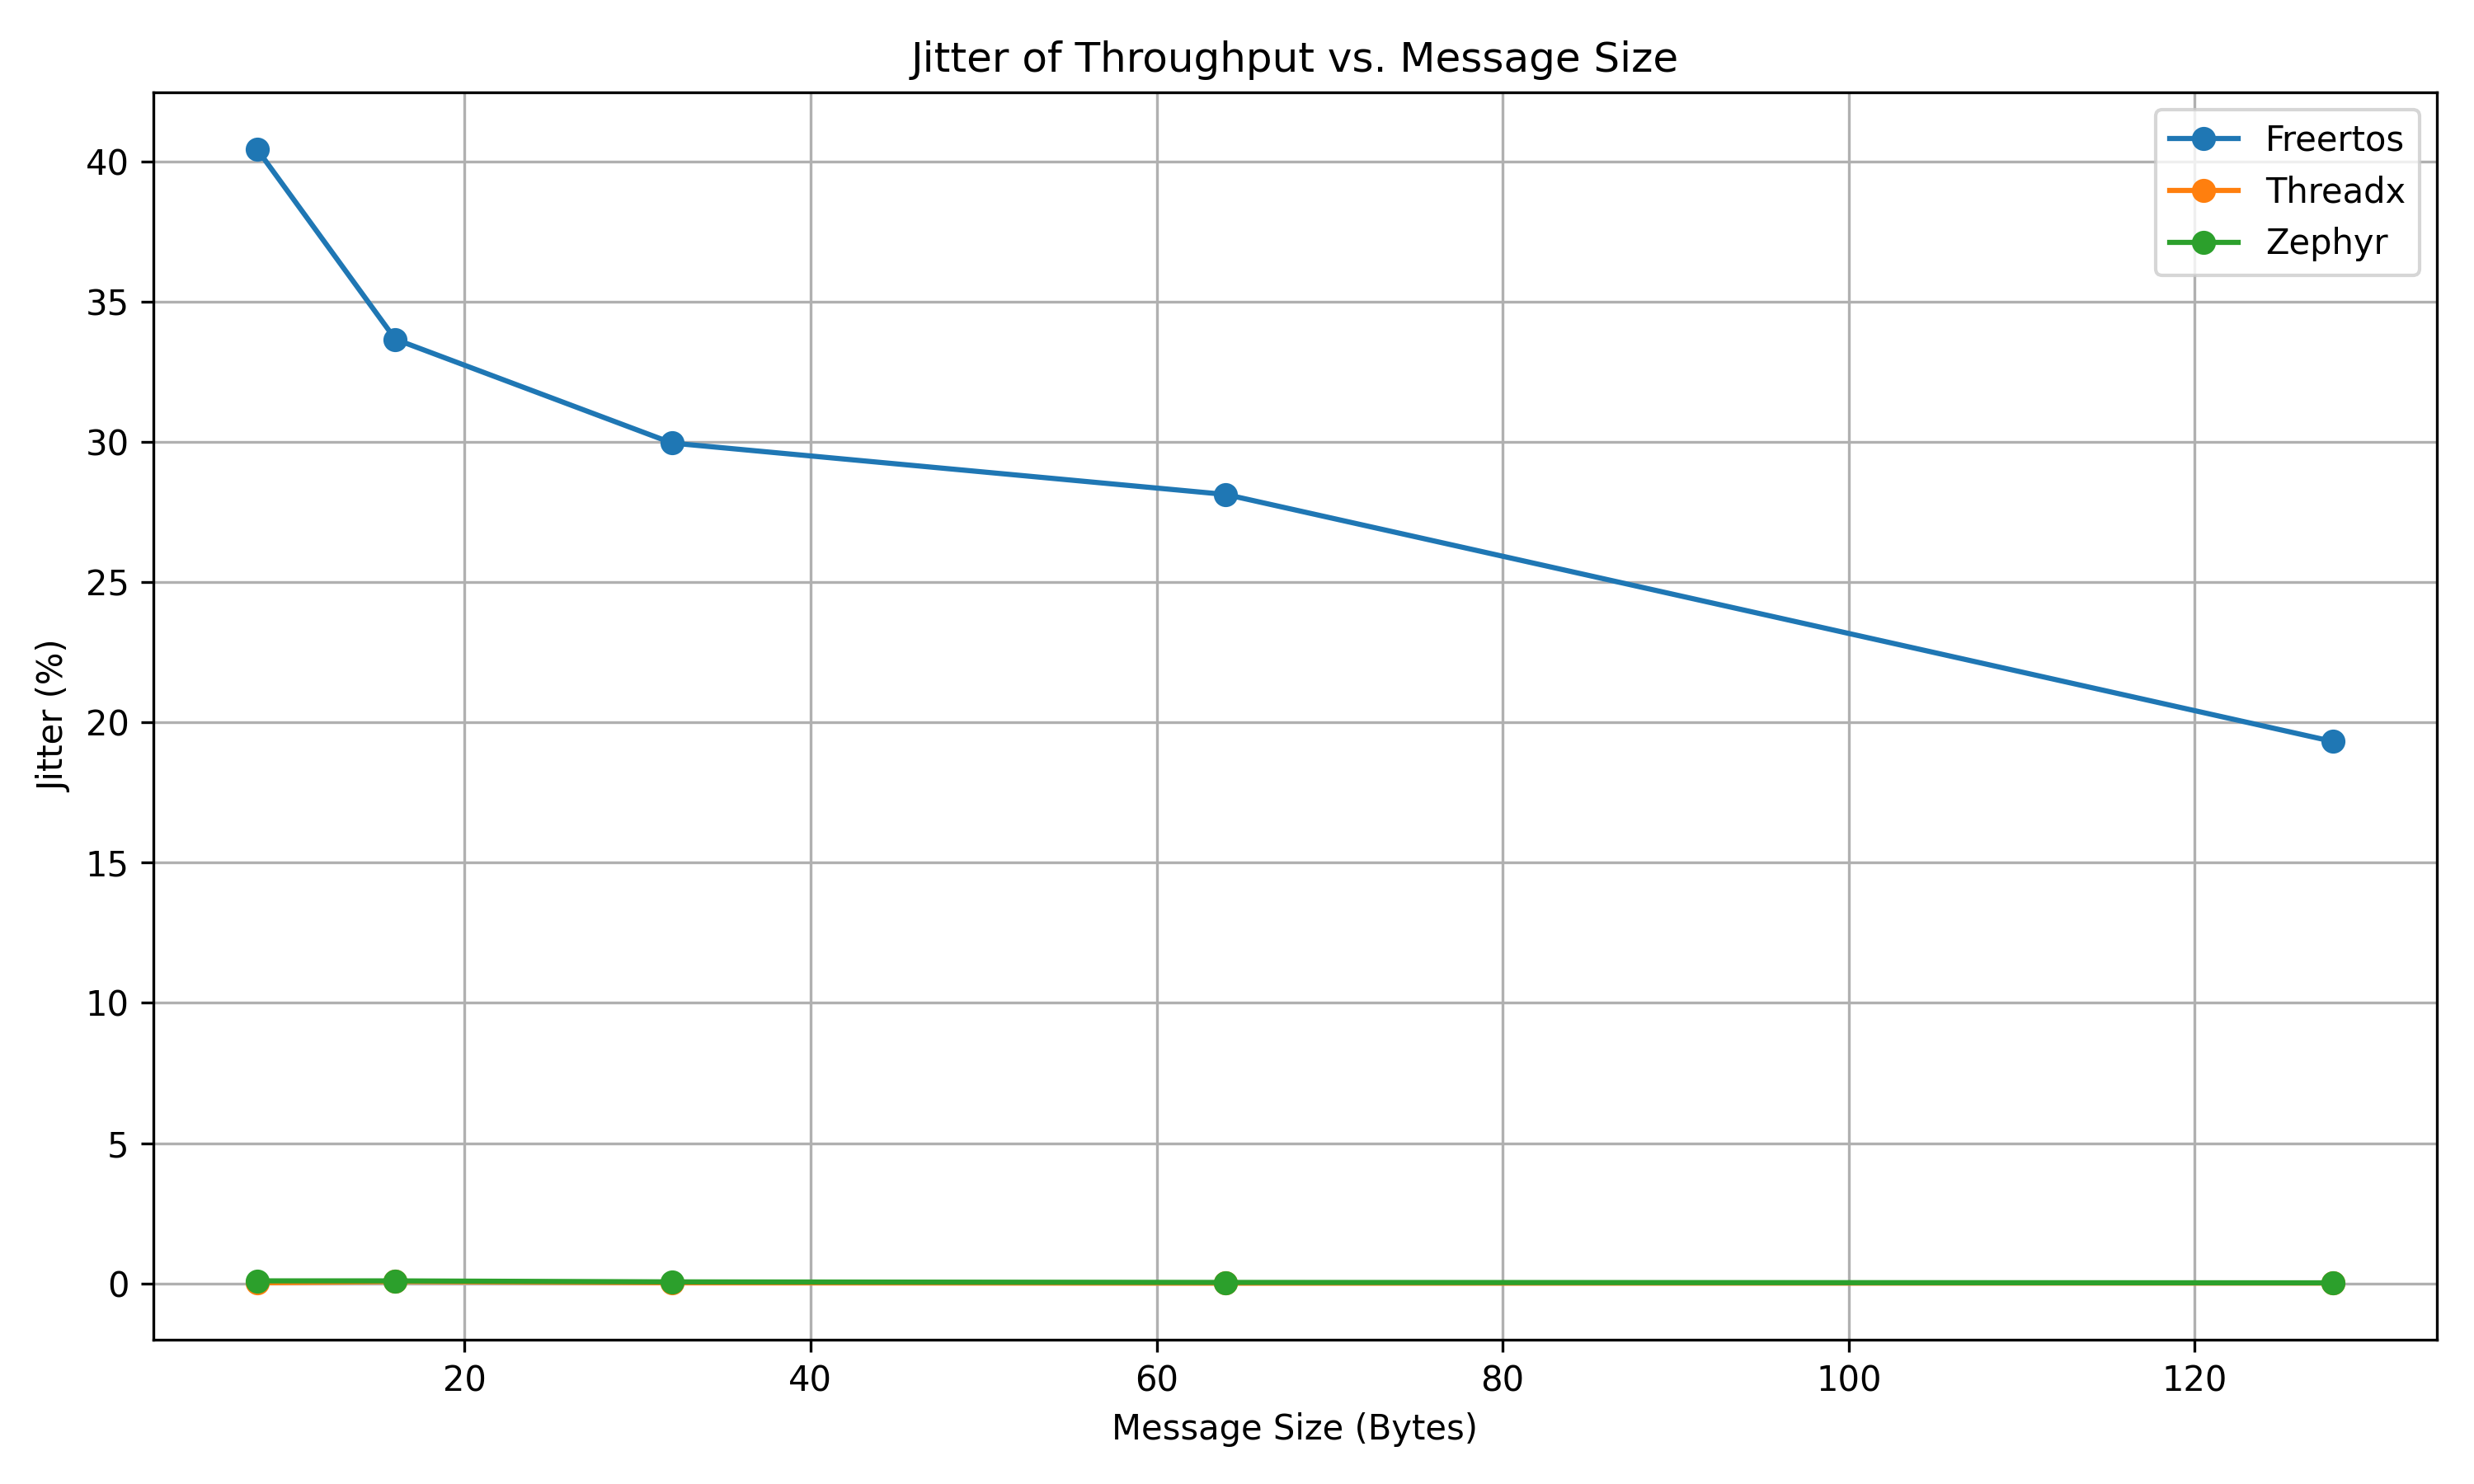 Jitter of Throughput vs. Message Size
Freertos
Threadx
Zephyr
Jitter (%)
40
35
30
25
20
15
10
5
0
20 40 60 80 100 120
Message Size (Bytes)